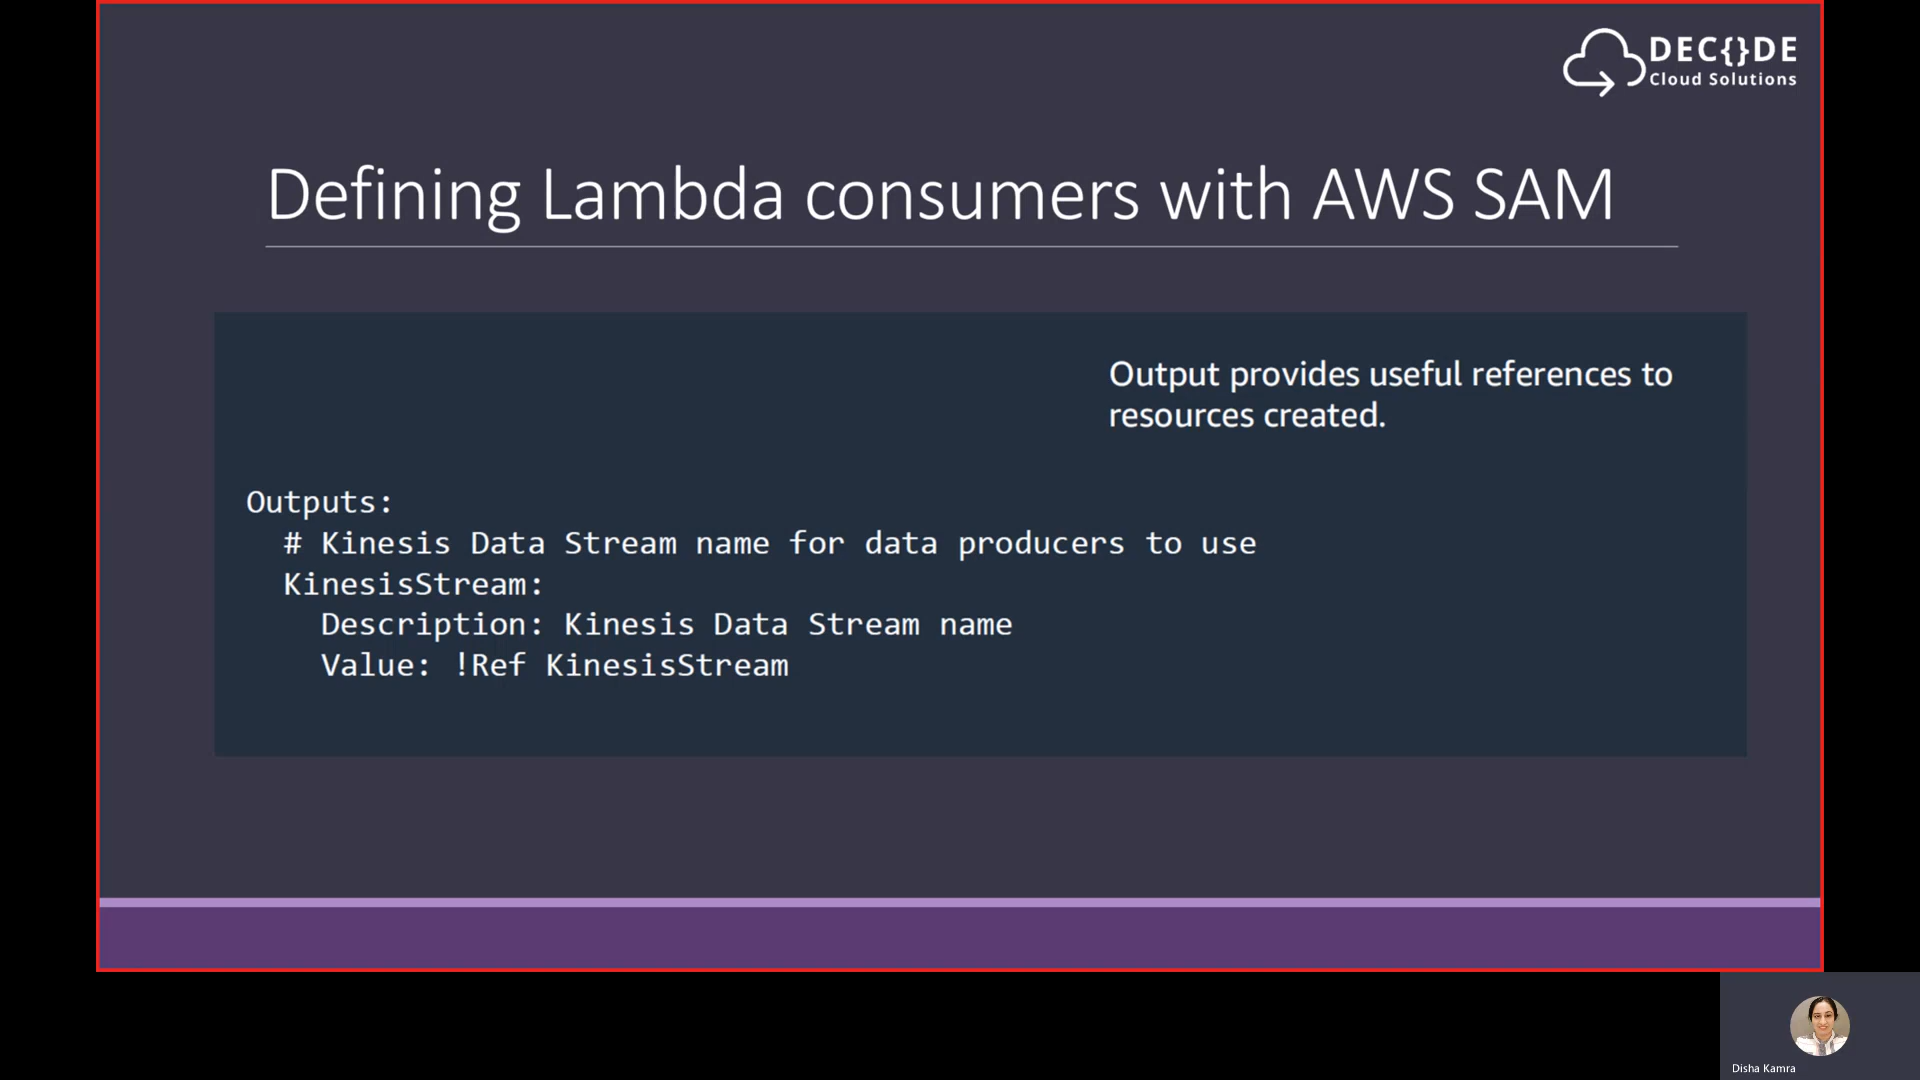 DEC{}DE
Cloud Solutions
Defining Lambda consumers with AWS SAM
Output provides useful references to
resources created.
Outputs:
# Kinesis Data Stream name for data producers to use
KinesisStream:
Description: Kinesis Data Stream name
Value: !Ref KinesisStream
Disha Kamra